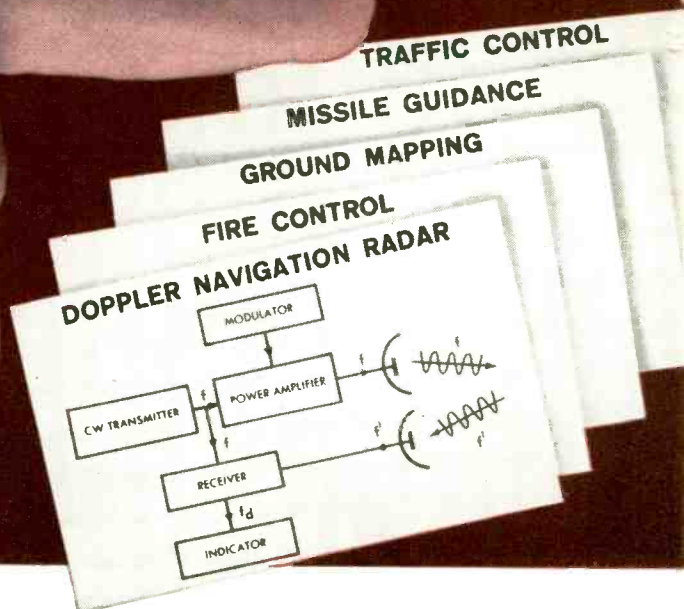 TRAFFIC CONTROL
MISSILE GUIDANCE
GROUND MAPPING
FIRE CONTROL
DOPPLER NAVIGATION RADAR
MODULATOR
f
f
POWER AMPLIFIER
f
CW TRANSMITTER
f
f'
f'
RECEIVER
fd
INDICATOR